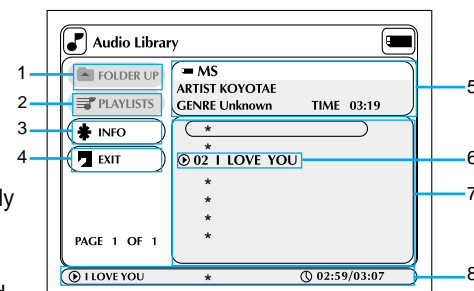 Audio Library
1 FOLDER UP
2 PLAYLISTS
3 INFO
4 EXIT
MS
ARTIST KOYOTAE
GENRE Unknown TIME 03:19
5
*
*
02 I LOVE YOU
6
*
7
*
*
*
ly
PAGE 1 OF 1
I LOVE YOU * 02:59/03:07
8